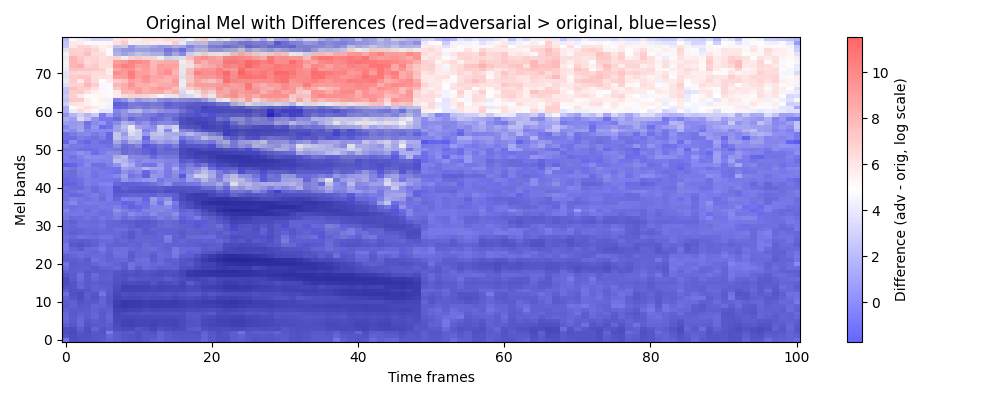 Original Mel with Differences (red=adversarial > original, blue=less)
Mel bands
70
60
50
40
30
20
10
0
0 20 40 60 80 100
Time frames
10
8
6
4
2
0
Difference (adv - orig, log scale)